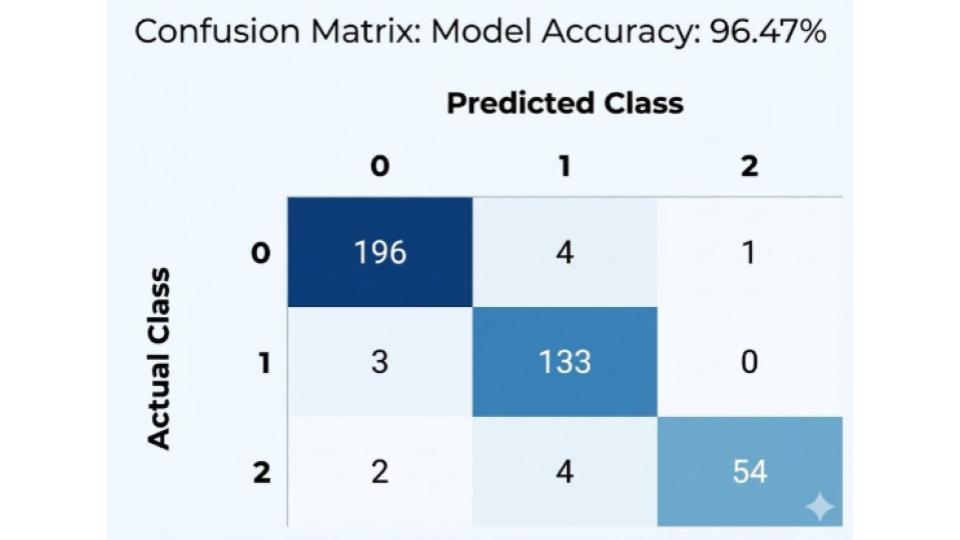 Confusion Matrix: Model Accuracy: 96.47%
Predicted Class
0 1 2
Actual Class
0 196 4 1
1 3 133 0
2 2 4 54